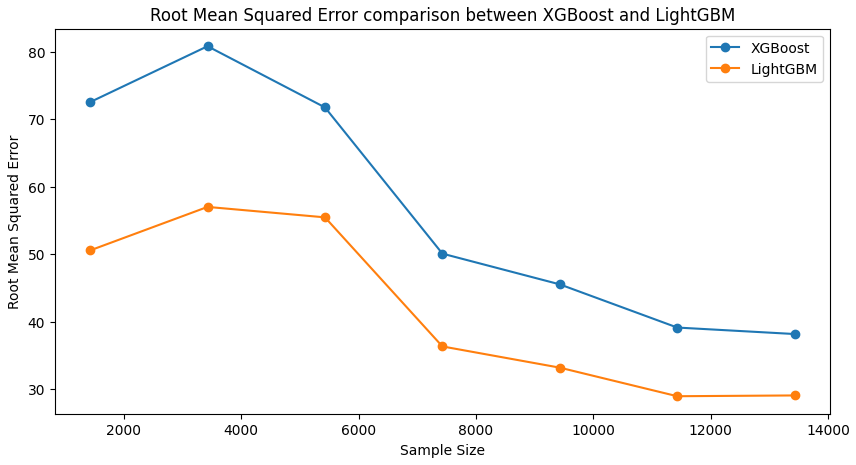 Root Mean Squared Error comparison between XGBoost and LightGBM
XGBoost
LightGBM
80
70
60
50
40
30
Root Mean Squared Error
2000
4000
6000
8000
10000
12000
14000
Sample Size